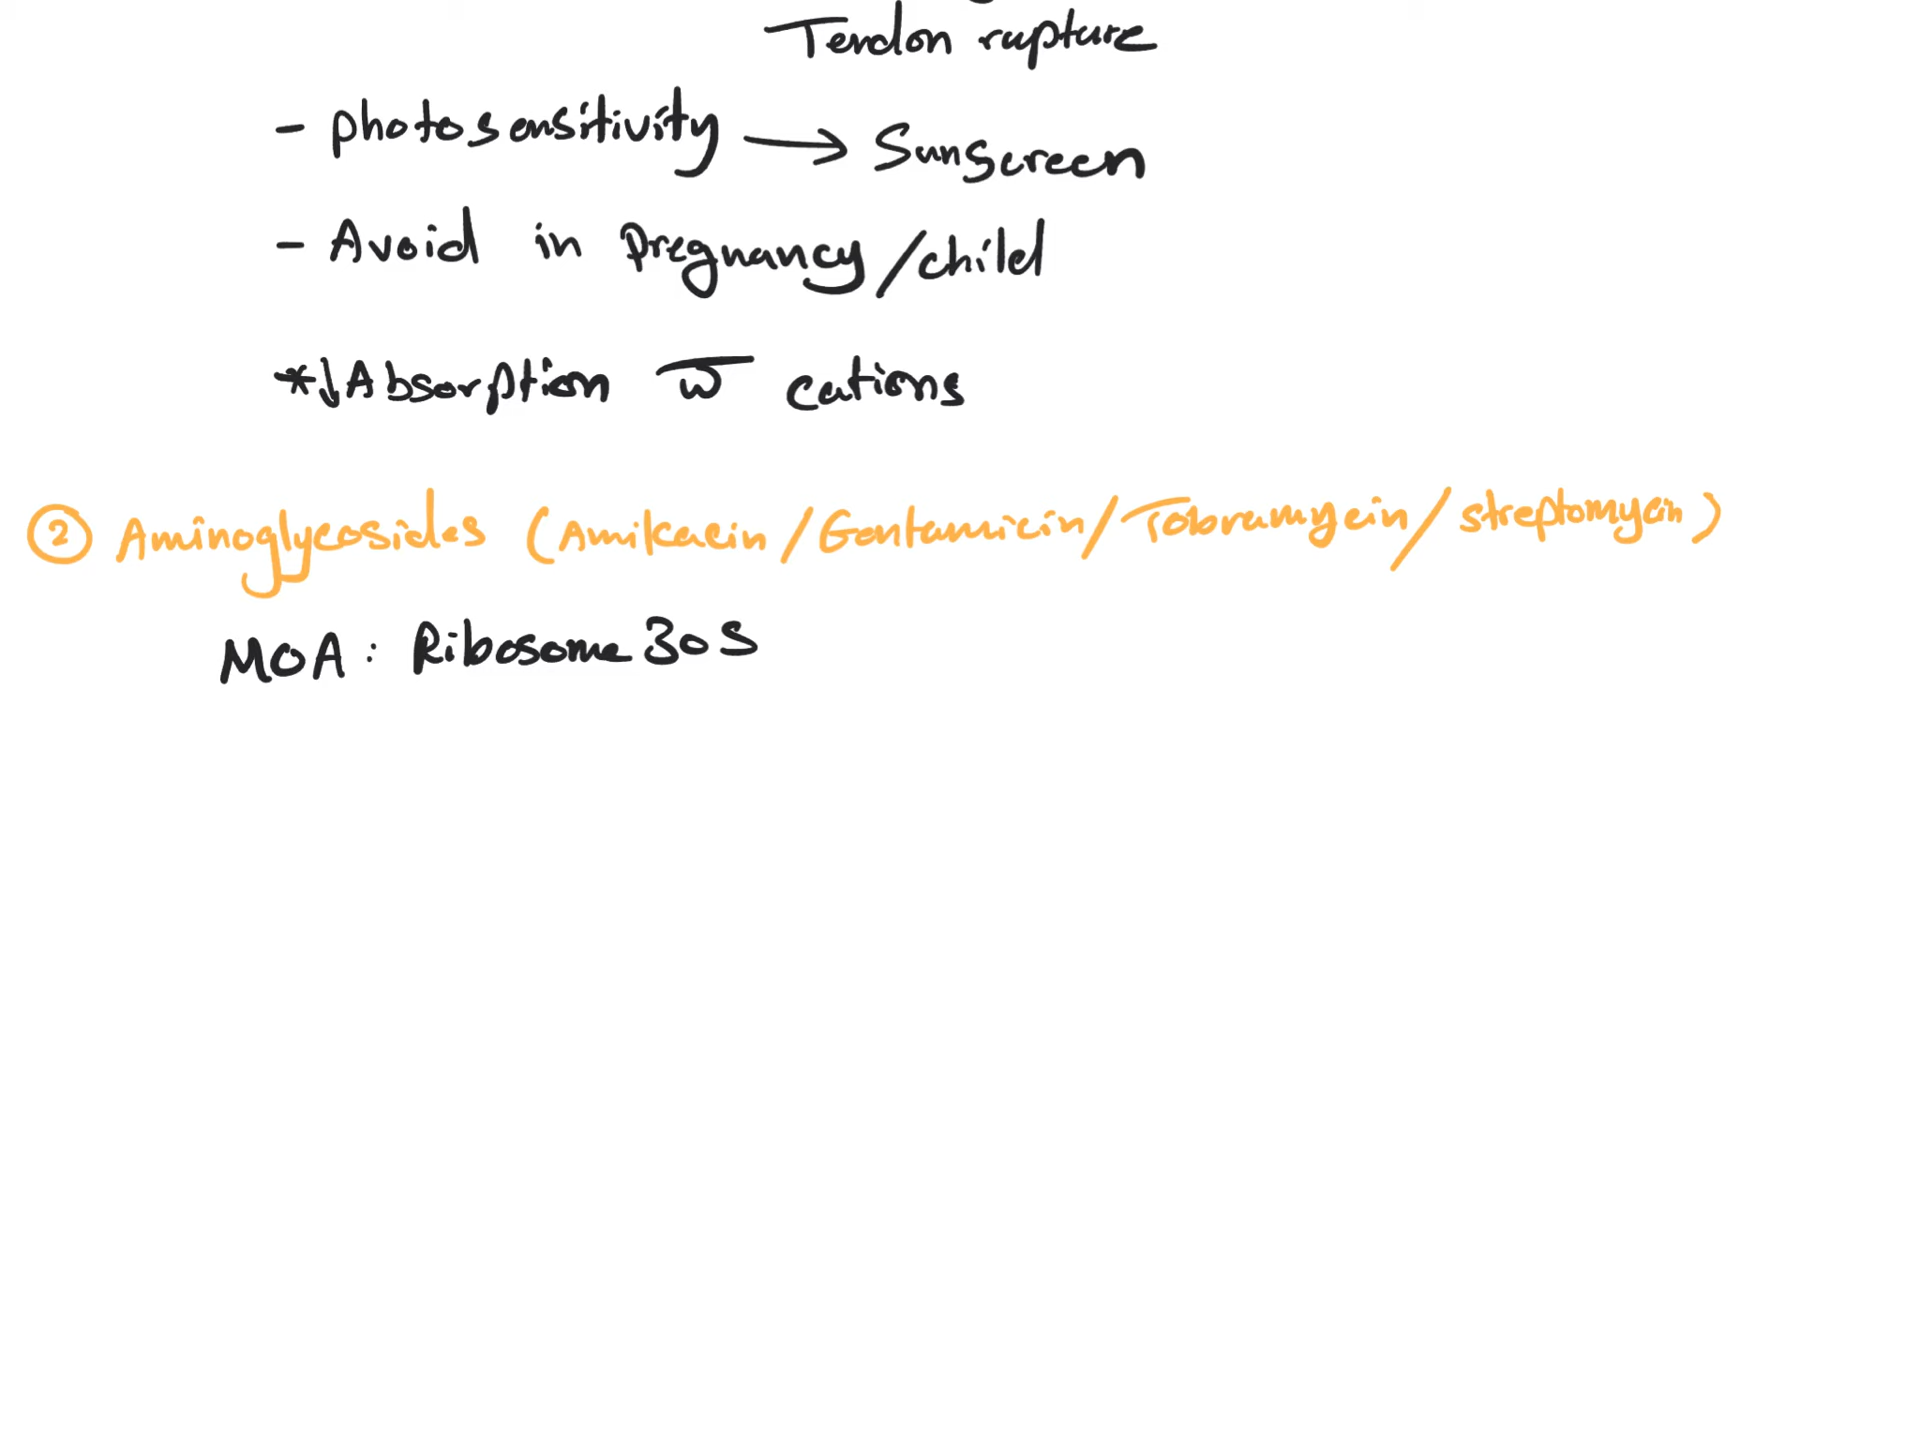 Tendon rupture
- photosensitivity → Sunscreen
- Avoid in pregnancy/child
*↓Absorption w̅ cations
② Aminoglycosides (Amikacin/Gentamicin/Tobramycin/streptomycin)
MOA: Ribosome 30S